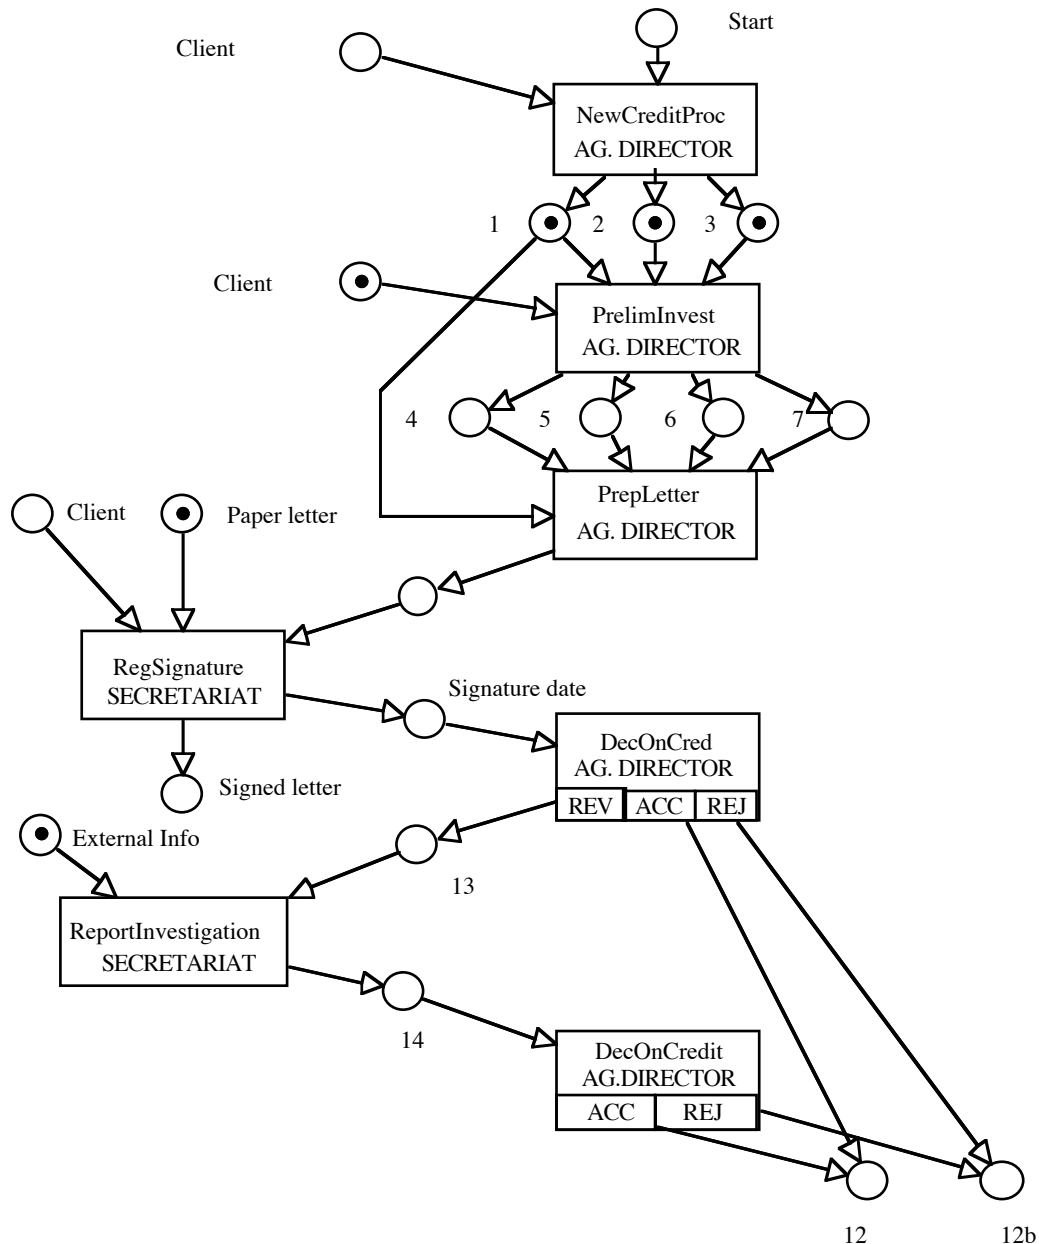 Start
Client
NewCreditProc
AG. DIRECTOR
1
2
3
Client
PrelimInvest
AG. DIRECTOR
4
5
6
7
PrepLetter
AG. DIRECTOR
Client
Paper letter
RegSignature
SECRETARIAT
Signature date
DecOnCred
AG. DIRECTOR
REV
ACC
REJ
Signed letter
External Info
13
ReportInvestigation
SECRETARIAT
14
DecOnCredit
AG.DIRECTOR
ACC
REJ
12
12b